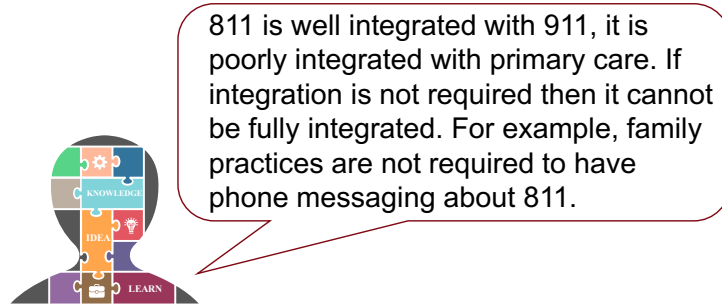 811 is well integrated with 911, it is
poorly integrated with primary care. If
integration is not required then it cannot
be fully integrated. For example, family
practices are not required to have
phone messaging about 811.
KNOWLEDGE
IDEA
LEARN